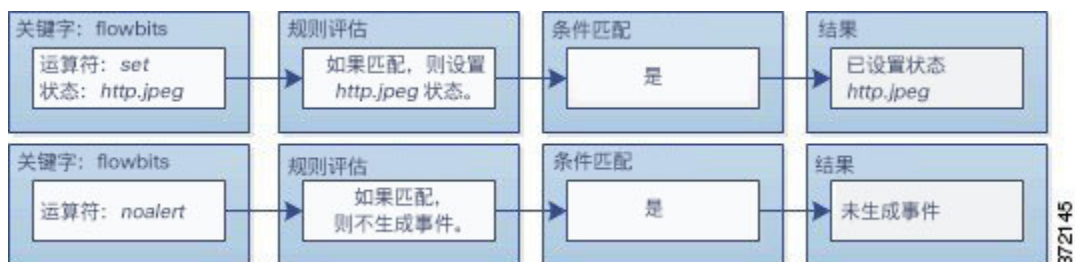 关键字：flowbits
运算符：set
状态：http.jpeg
规则评估
如果匹配，则设置
http.jpeg 状态。
条件匹配
是
结果
已设置状态
http.jpeg
关键字：flowbits
运算符：noalert
规则评估
如果匹配，
则不生成事件。
条件匹配
是
结果
未生成事件
372145